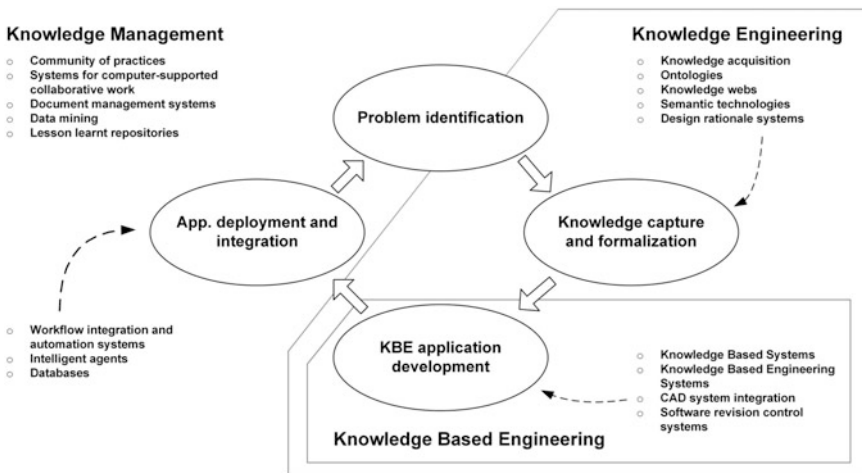 Knowledge Management
○ Community of practices
○ Systems for computer-supported
collaborative work
○ Document management systems
○ Data mining
○ Lesson learnt repositories
Knowledge Engineering
○ Knowledge acquisition
○ Ontologies
○ Knowledge webs
○ Semantic technologies
○ Design rationale systems
Problem identification
App. deployment and
integration
Knowledge capture
and formalization
○ Workflow integration and
automation systems
○ Intelligent agents
○ Databases
KBE application
development
○ Knowledge Based Systems
○ Knowledge Based Engineering
Systems
○ CAD system integration
○ Software revision control
systems
Knowledge Based Engineering